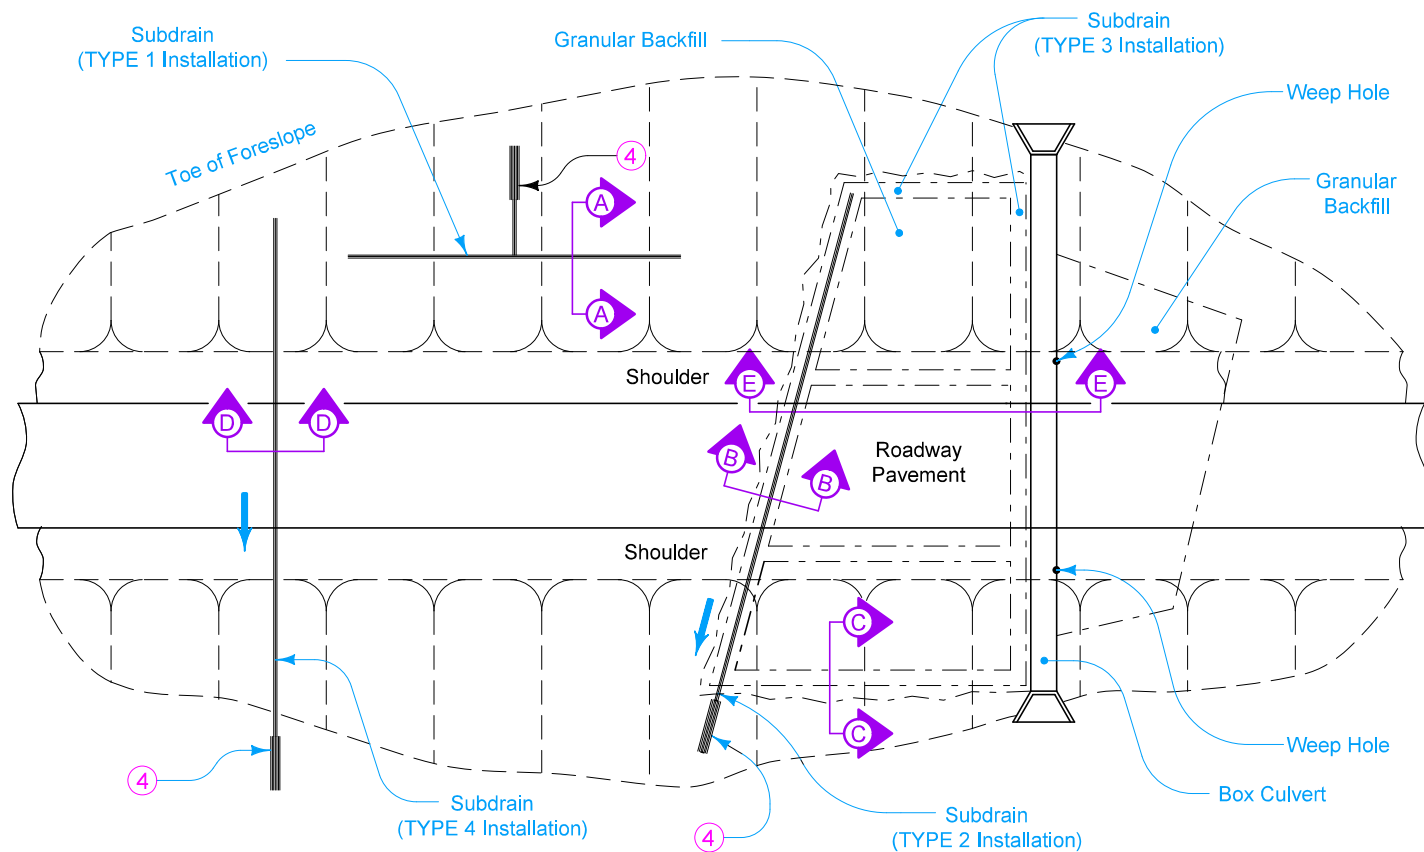 Subdrain
(TYPE 1 Installation)
Granular Backfill
Subdrain
(TYPE 3 Installation)
Weep Hole
Toe of Foreslope
4
A
Granular
Backfill
A
Shoulder
E
E
D
D
B
B
Roadway
Pavement
Shoulder
C
C
Weep Hole
4
Subdrain
(TYPE 4 Installation)
4
Subdrain
(TYPE 2 Installation)
Box Culvert